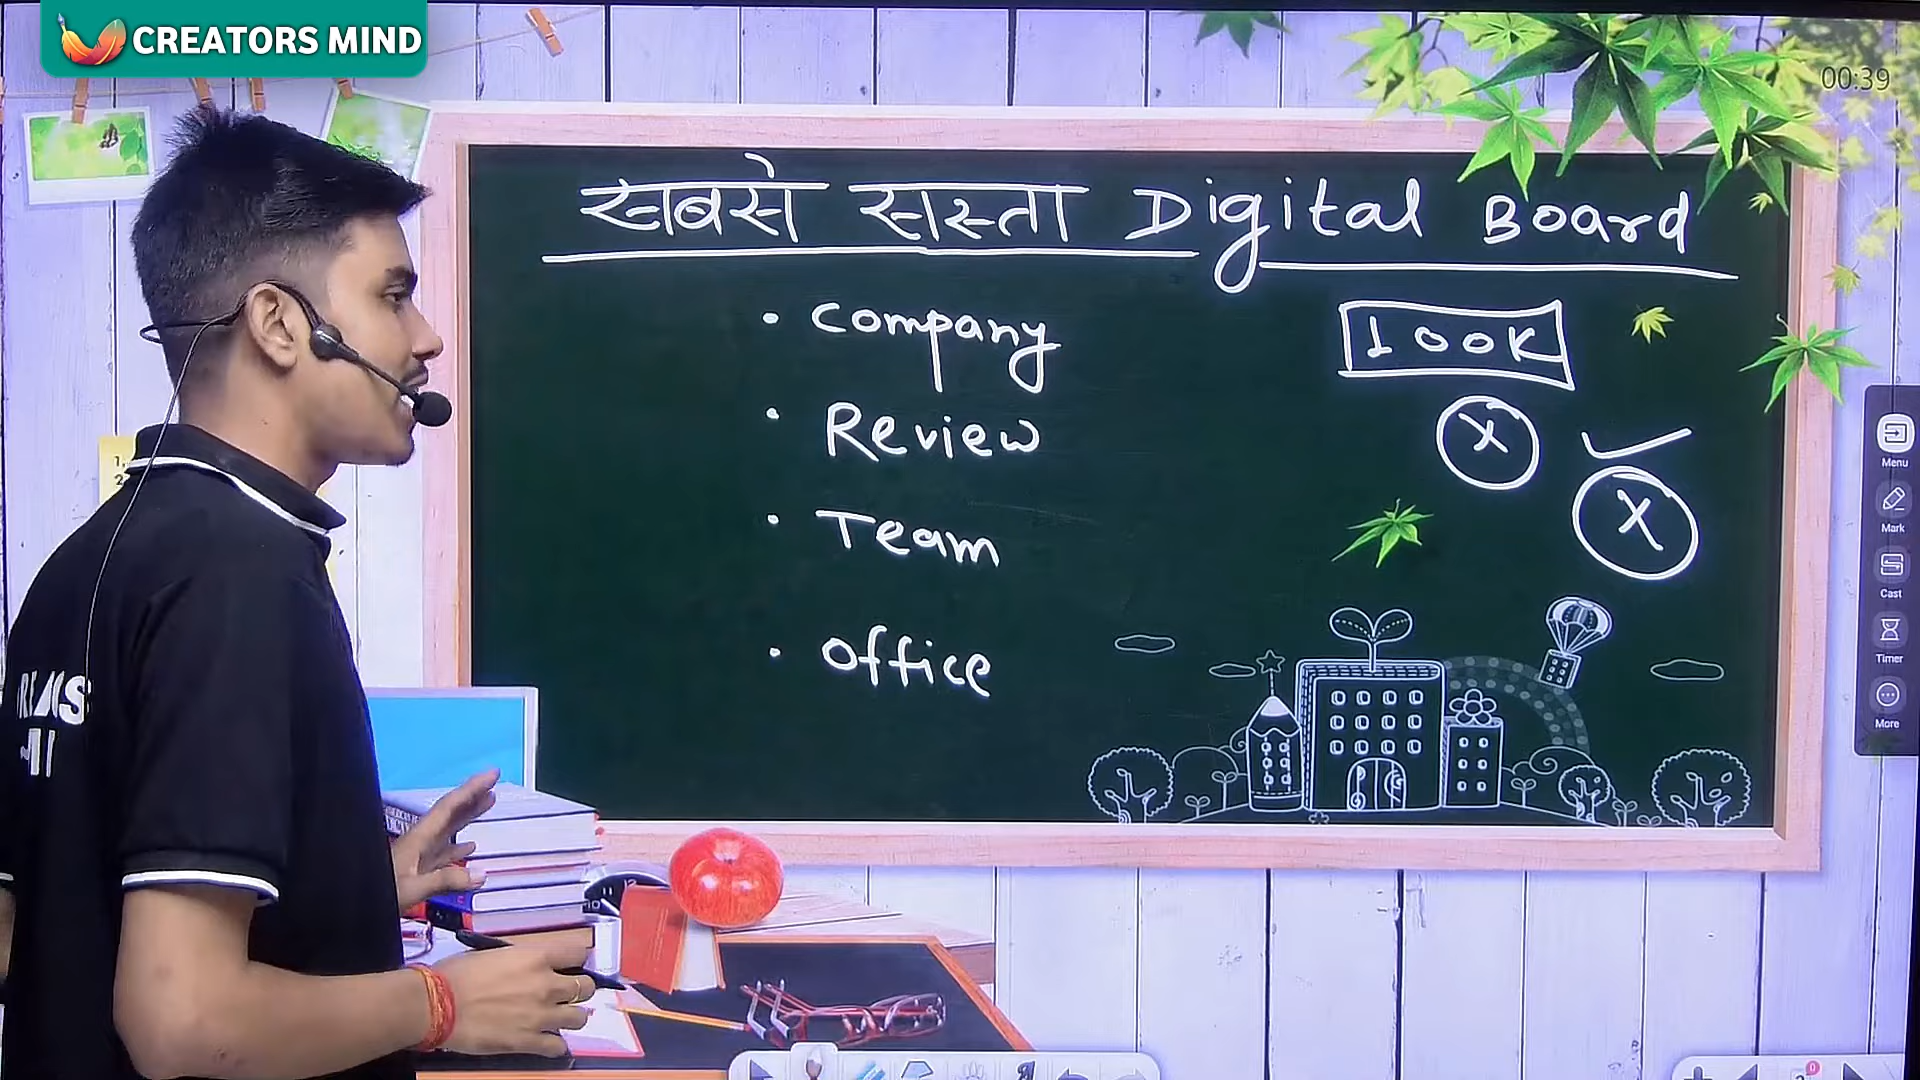 CREATORS MIND
00:39
सबसे सस्ता Digital Board
• Company
100K
X
• Review
X
• Team
• Office
Menu
Mark
Cast
Timer
More